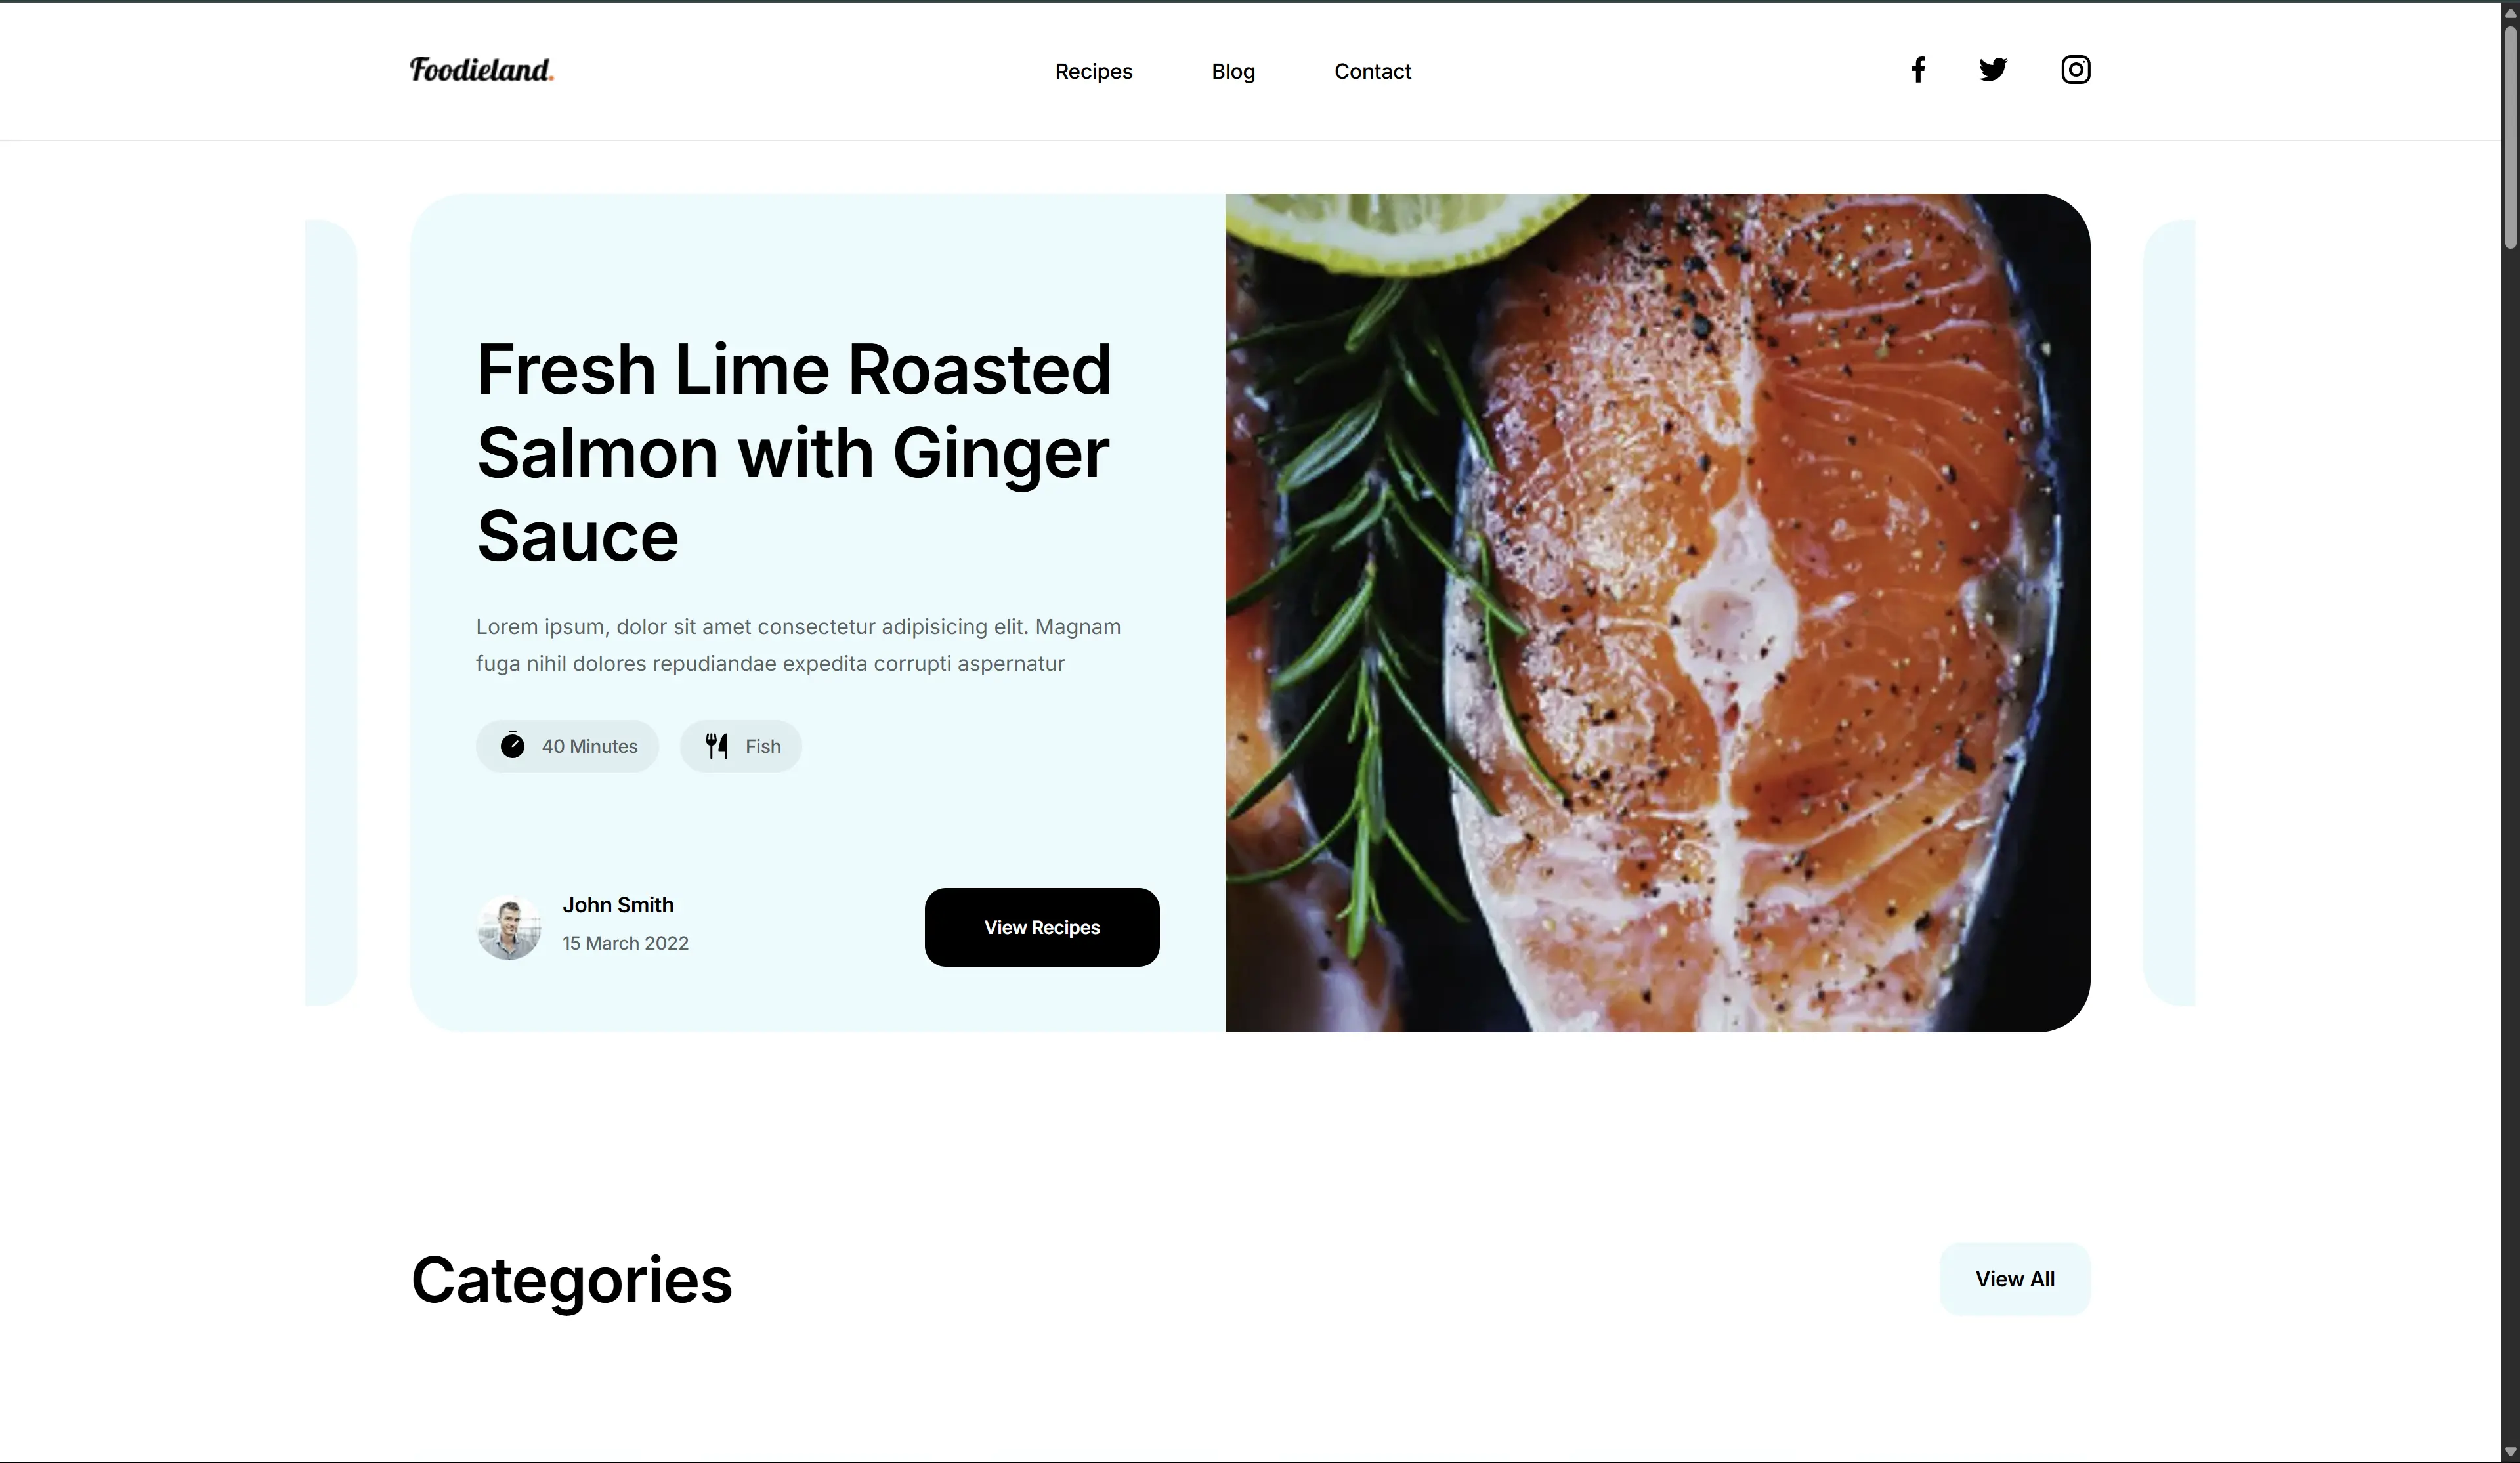 Foodieland.
Recipes
Blog
Contact
Fresh Lime Roasted
Salmon with Ginger
Sauce
Lorem ipsum, dolor sit amet consectetur adipisicing elit. Magnam
fuga nihil dolores repudiandae expedita corrupti aspernatur
40 Minutes
Fish
John Smith
15 March 2022
View Recipes
Categories
View All